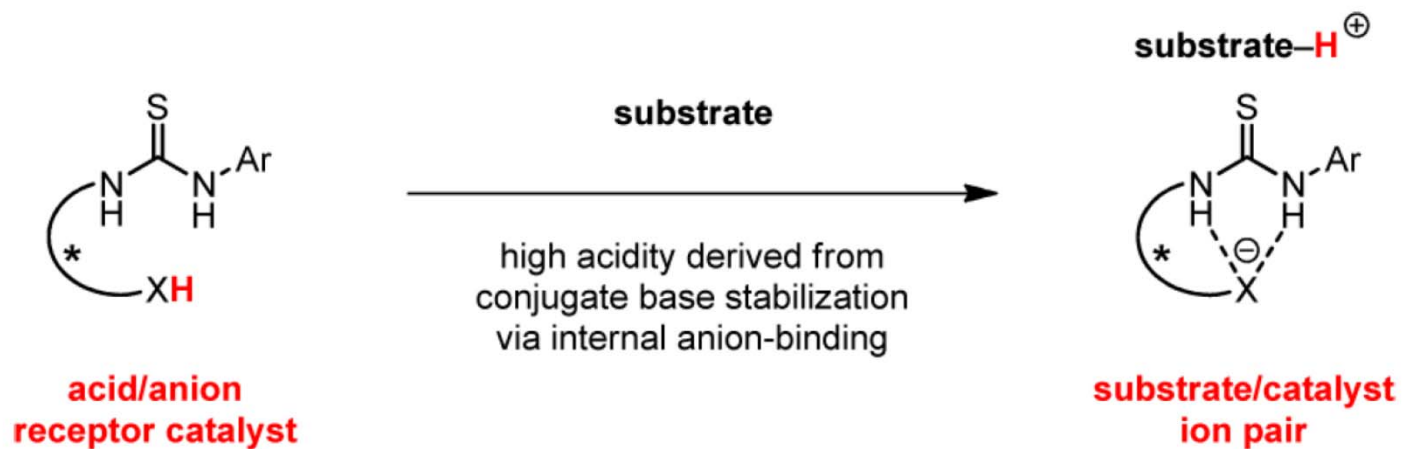 substrate–H⊕
S
N
H
N
H
Ar
*
XH
substrate
high acidity derived from
conjugate base stabilization
via internal anion-binding
S
N
H
N
H
Ar
*
⊖
X
acid/anion
receptor catalyst
substrate/catalyst
ion pair